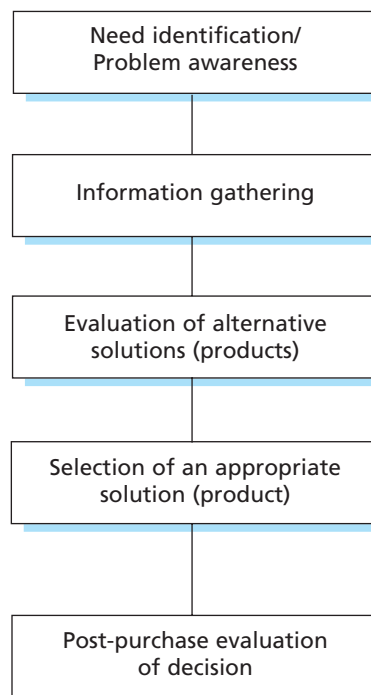 Need identification/
Problem awareness
Information gathering
Evaluation of alternative
solutions (products)
Selection of an appropriate
solution (product)
Post-purchase evaluation
of decision